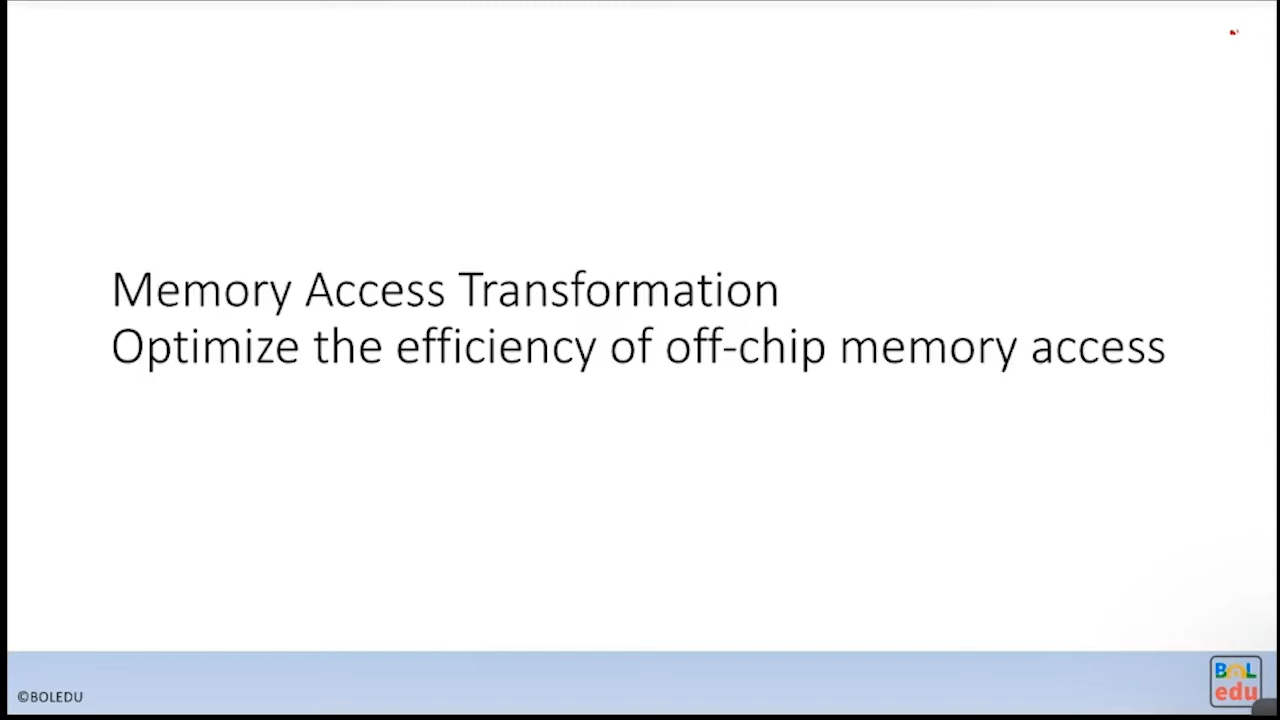 Memory Access Transformation
Optimize the efficiency of off-chip memory access
©BOLEDU
BOL
edu